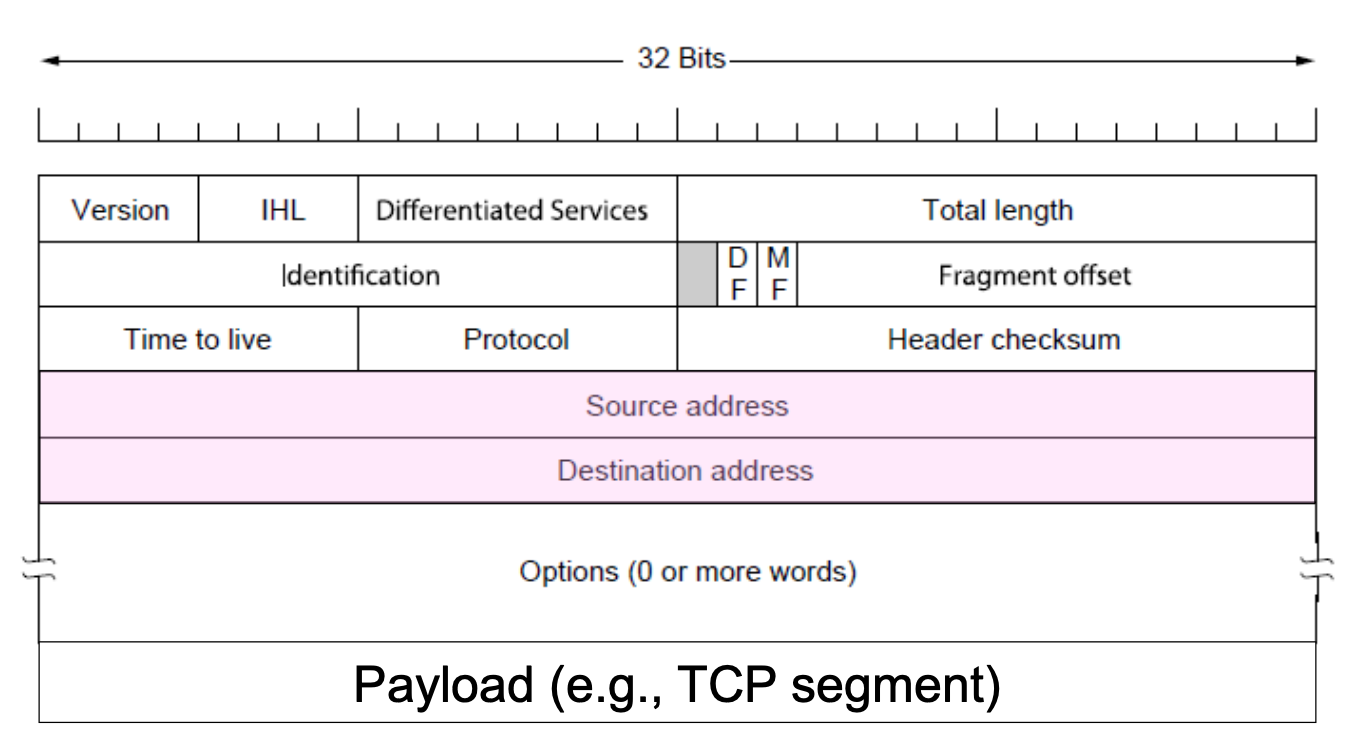 32 Bits
Version IHL Differentiated Services Total length
Identification D F M F Fragment offset
Time to live Protocol Header checksum
Source address
Destination address
Options (0 or more words)
Payload (e.g., TCP segment)